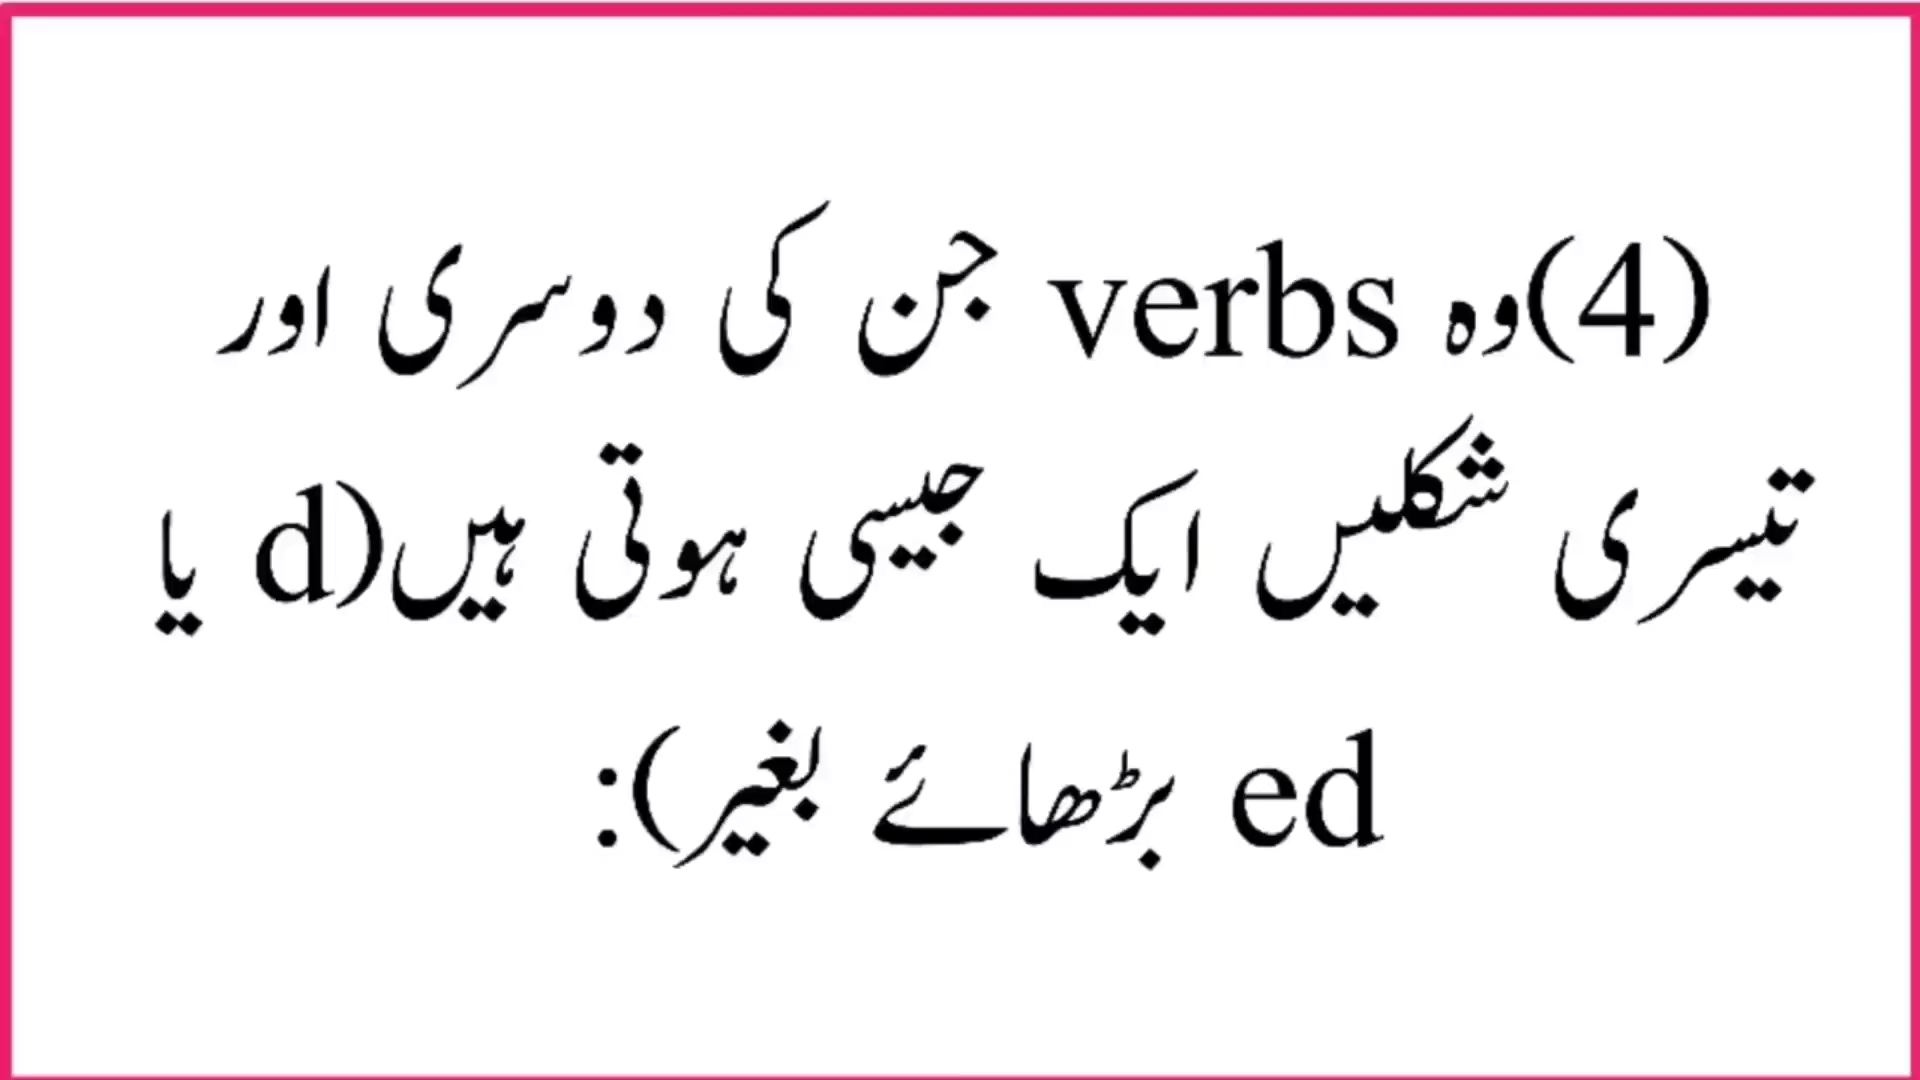 (4)وہ verbs جن کی دوسری اور
تیسری شکلیں ایک جیسی ہوتی ہیں(d یا
ed بڑھائے بغیر):